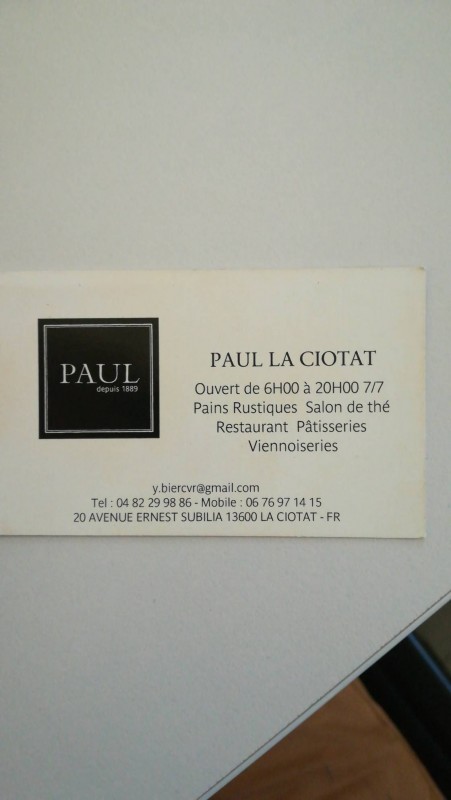 PAUL
depuis 1889
PAUL LA CIOTAT
Ouvert de 6H00 à 20H00 7/7
Pains Rustiques Salon de thé
Restaurant Pâtisseries
Viennoiseries
y.biercvr@gmail.com
Tel : 04 82 29 98 86 - Mobile : 06 76 97 14 15
20 AVENUE ERNEST SUBILIA 13600 LA CIOTAT - FR